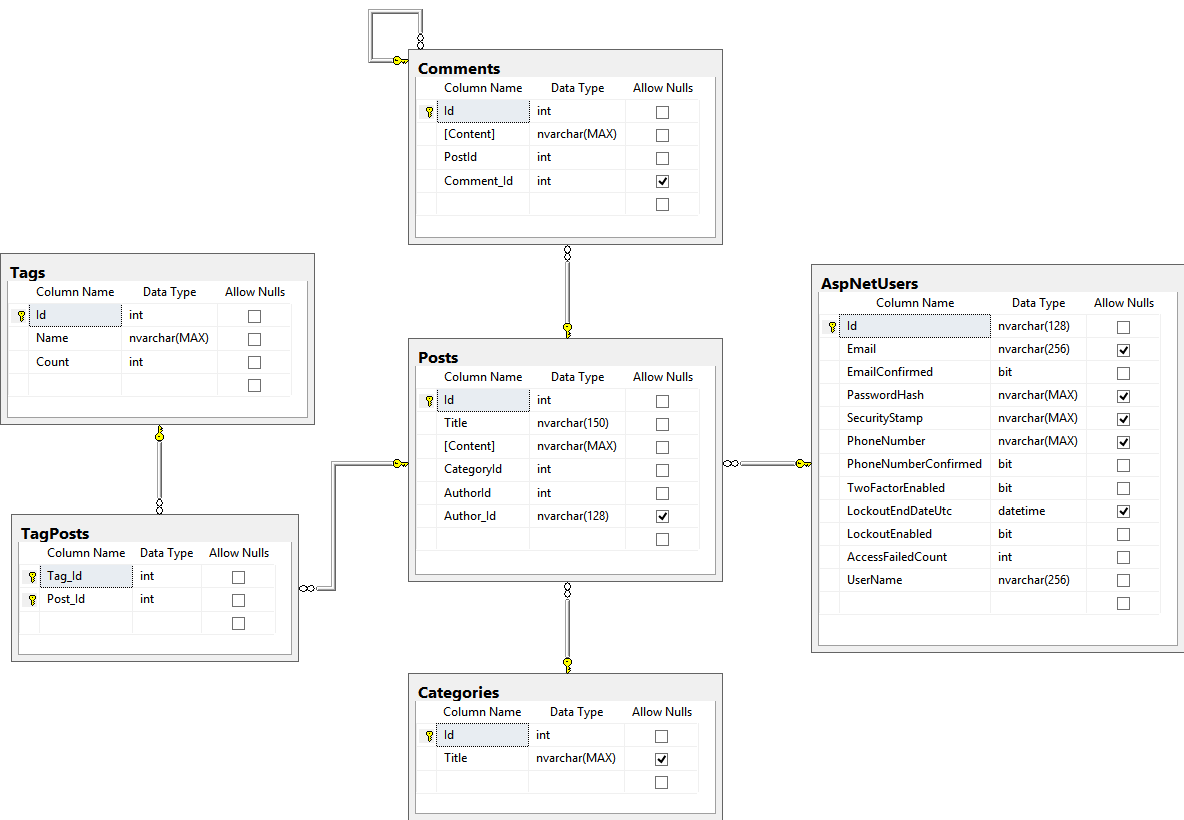 Comments
Column Name Data Type Allow Nulls
Id int
[Content] nvarchar(MAX)
PostId int
Comment_Id int
Tags
Column Name Data Type Allow Nulls
Id int
Name nvarchar(MAX)
Count int
AspNetUsers
Column Name Data Type Allow Nulls
Id nvarchar(128)
Email nvarchar(256)
EmailConfirmed bit
PasswordHash nvarchar(MAX)
SecurityStamp nvarchar(MAX)
PhoneNumber nvarchar(MAX)
PhoneNumberConfirmed bit
TwoFactorEnabled bit
LockoutEndDateUtc datetime
LockoutEnabled bit
AccessFailedCount int
UserName nvarchar(256)
Posts
Column Name Data Type Allow Nulls
Id int
Title nvarchar(150)
[Content] nvarchar(MAX)
CategoryId int
AuthorId int
Author_Id nvarchar(128)
TagPosts
Column Name Data Type Allow Nulls
Tag_Id int
Post_Id int
Categories
Column Name Data Type Allow Nulls
Id int
Title nvarchar(MAX)